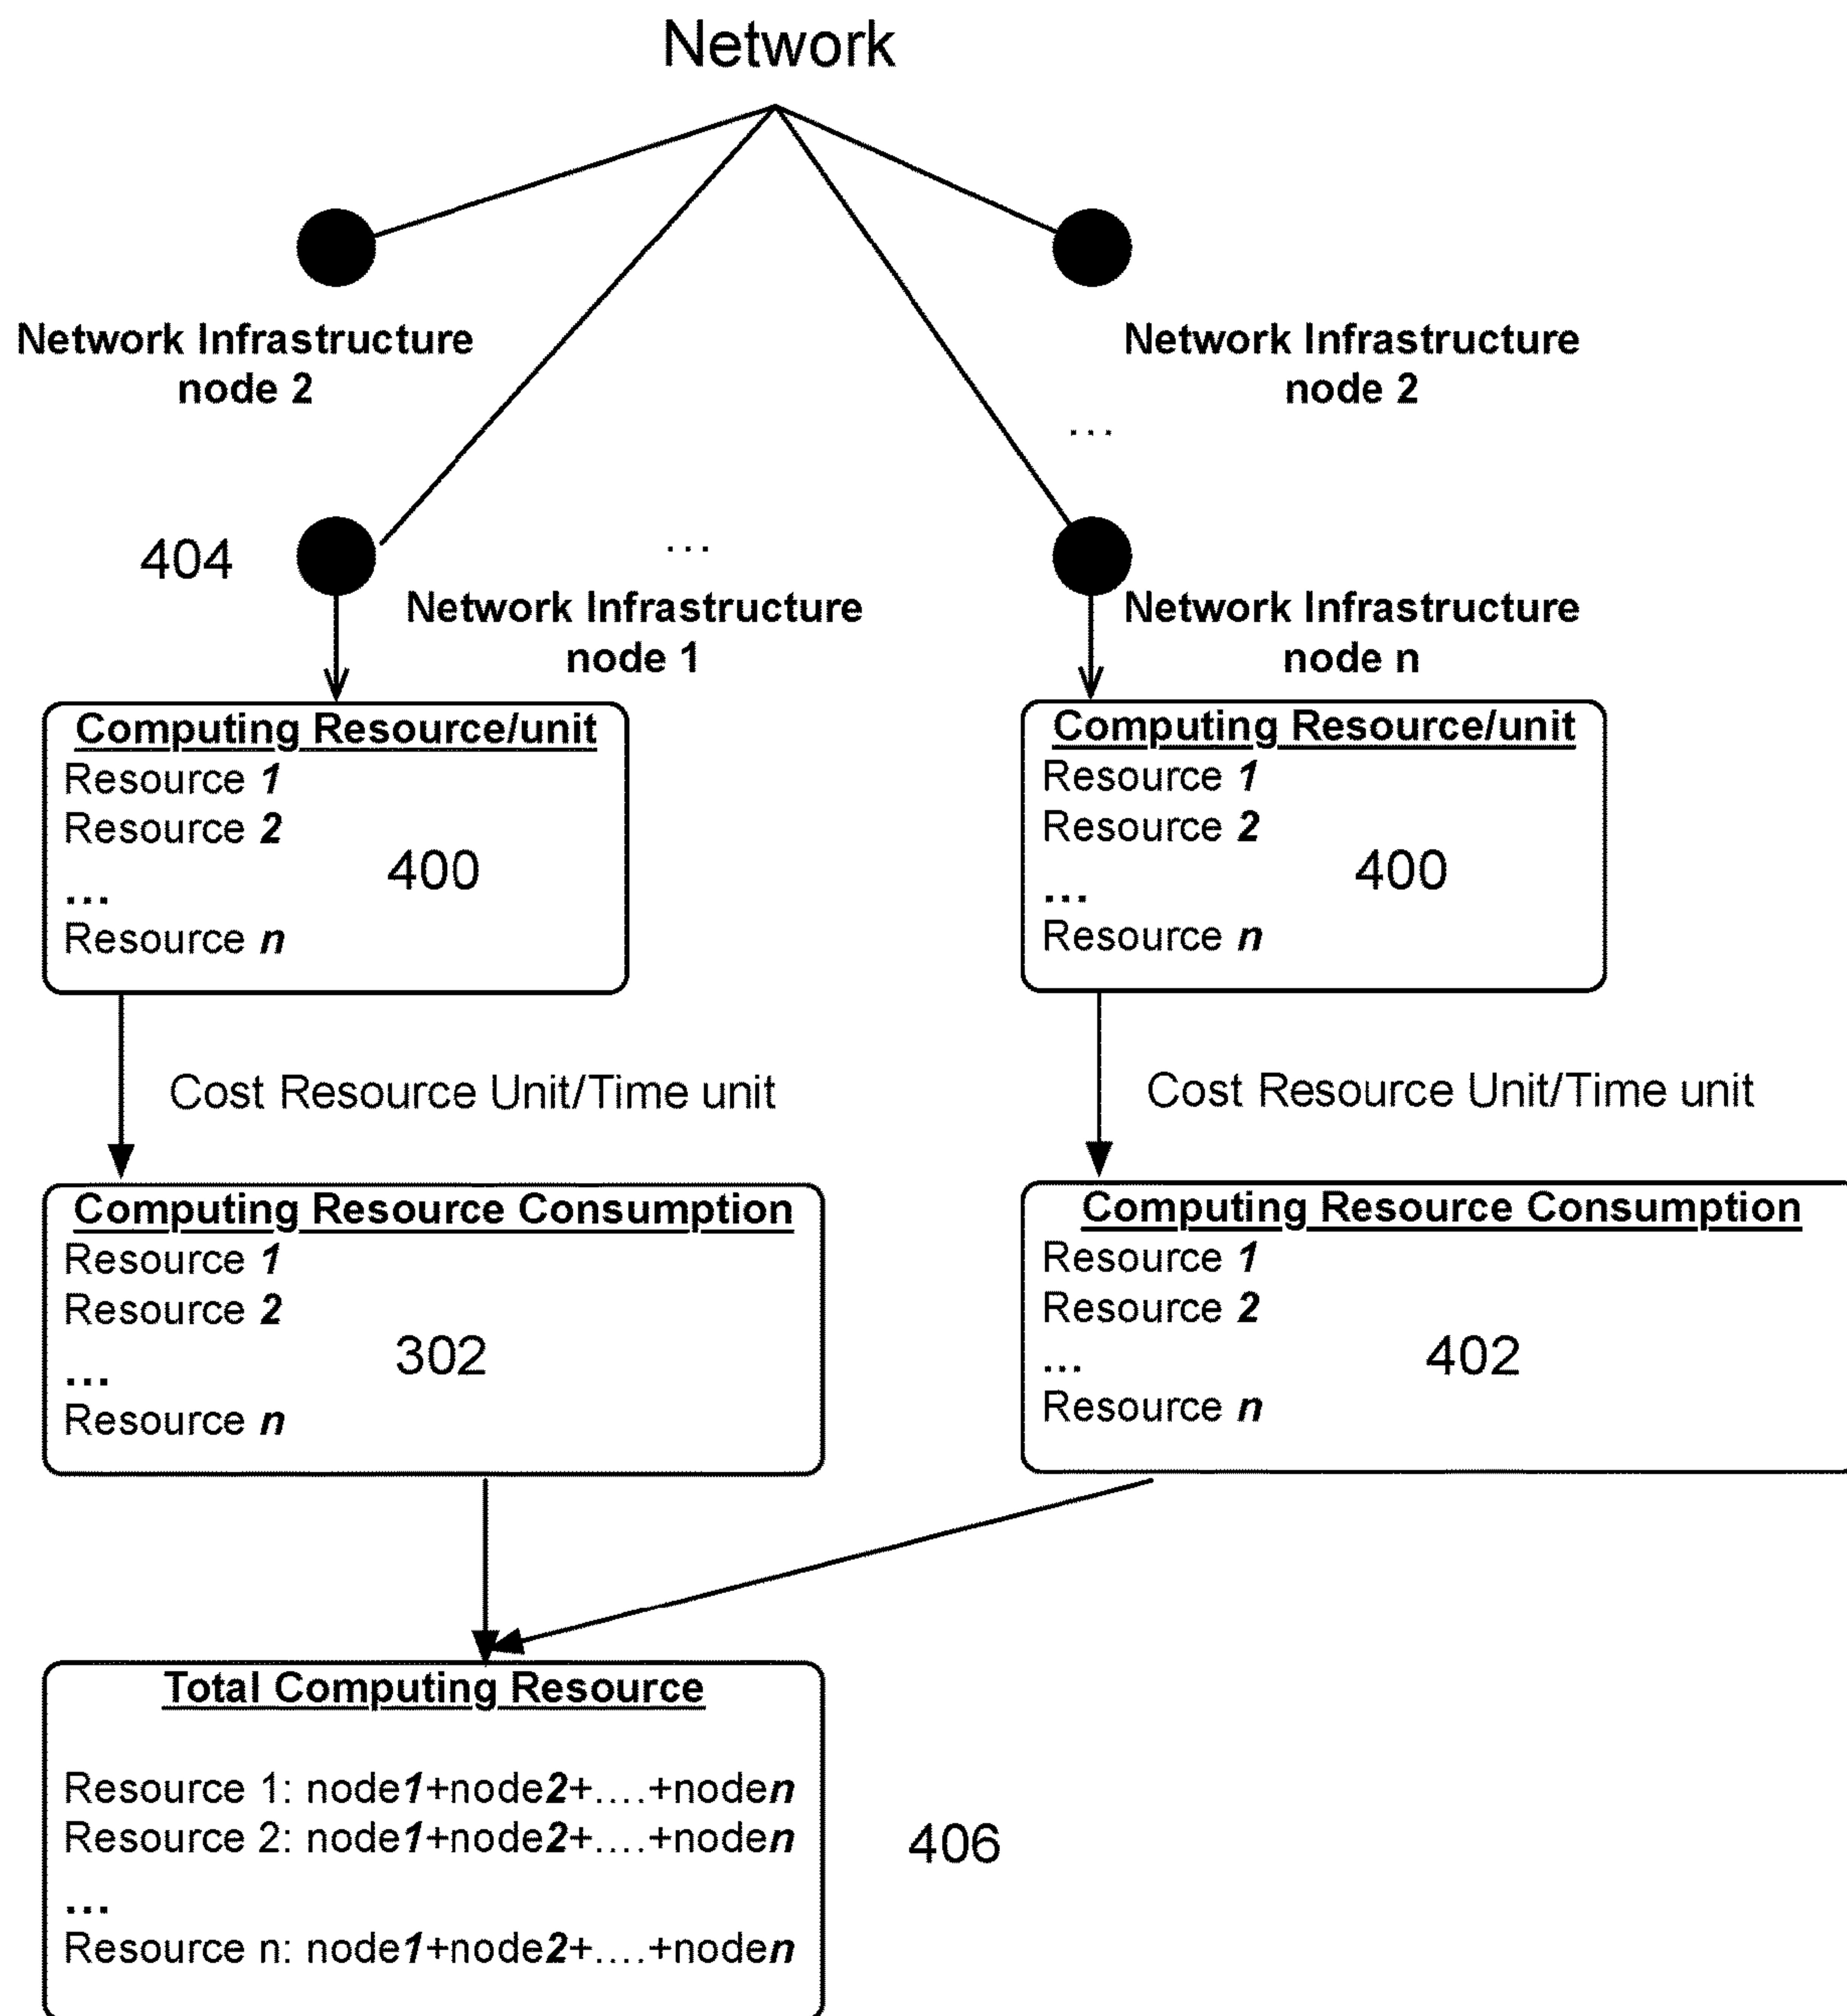 Network
Network Infrastructure
node 2
Network Infrastructure
node 2
...
404
...
Network Infrastructure
node 1
Network Infrastructure
node n
Computing Resource/unit
Resource 1
Resource 2
400
...
Resource n
Computing Resource/unit
Resource 1
Resource 2
400
...
Resource n
Cost Resource Unit/Time unit
Cost Resource Unit/Time unit
Computing Resource Consumption
Resource 1
Resource 2
302
...
Resource n
Computing Resource Consumption
Resource 1
Resource 2
402
...
Resource n
Total Computing Resource
Resource 1: node1+node2+....+noden
Resource 2: node1+node2+....+noden
406
...
Resource n: node1+node2+....+noden